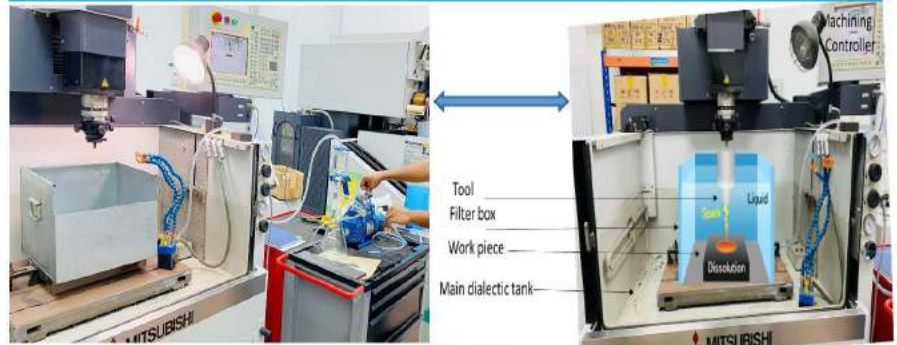 Machining
Controller
Tool
Filter box
Work piece
Main dialectic tank
Liquid
Spark
Dissolution
MITSUBISHI
MITSUBISHI